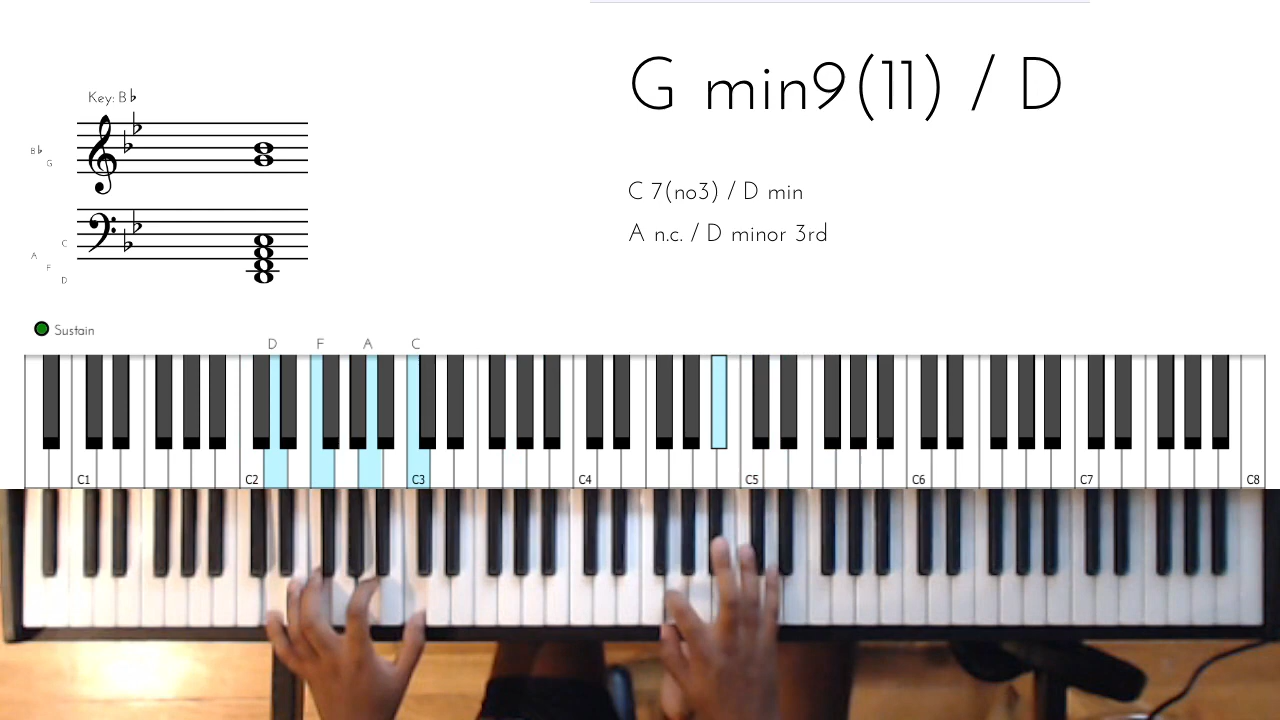 G min9(11) / D
Key: B♭
C 7(no3) / D min
A n.c. / D minor 3rd
B♭
G
C
A
F
D
Sustain
D F A C
C1 C2 C3 C4 C5 C6 C7 C8